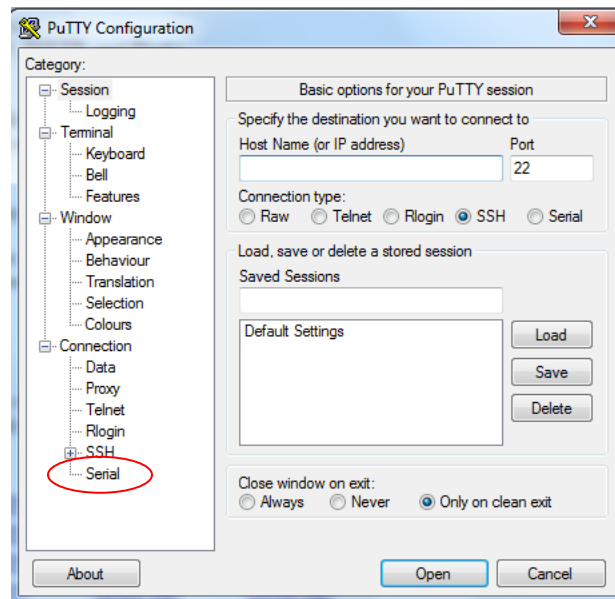 PuTTY Configuration
Category:
Session
Logging
Terminal
Keyboard
Bell
Features
Window
Appearance
Behaviour
Translation
Selection
Colours
Connection
Data
Proxy
Telnet
Rlogin
SSH
Serial
Basic options for your PuTTY session
Specify the destination you want to connect to
Host Name (or IP address) Port
22
Connection type:
Raw Telnet Rlogin SSH Serial
Load, save or delete a stored session
Saved Sessions
Default Settings
Load
Save
Delete
Close window on exit:
Always Never Only on clean exit
About Open Cancel